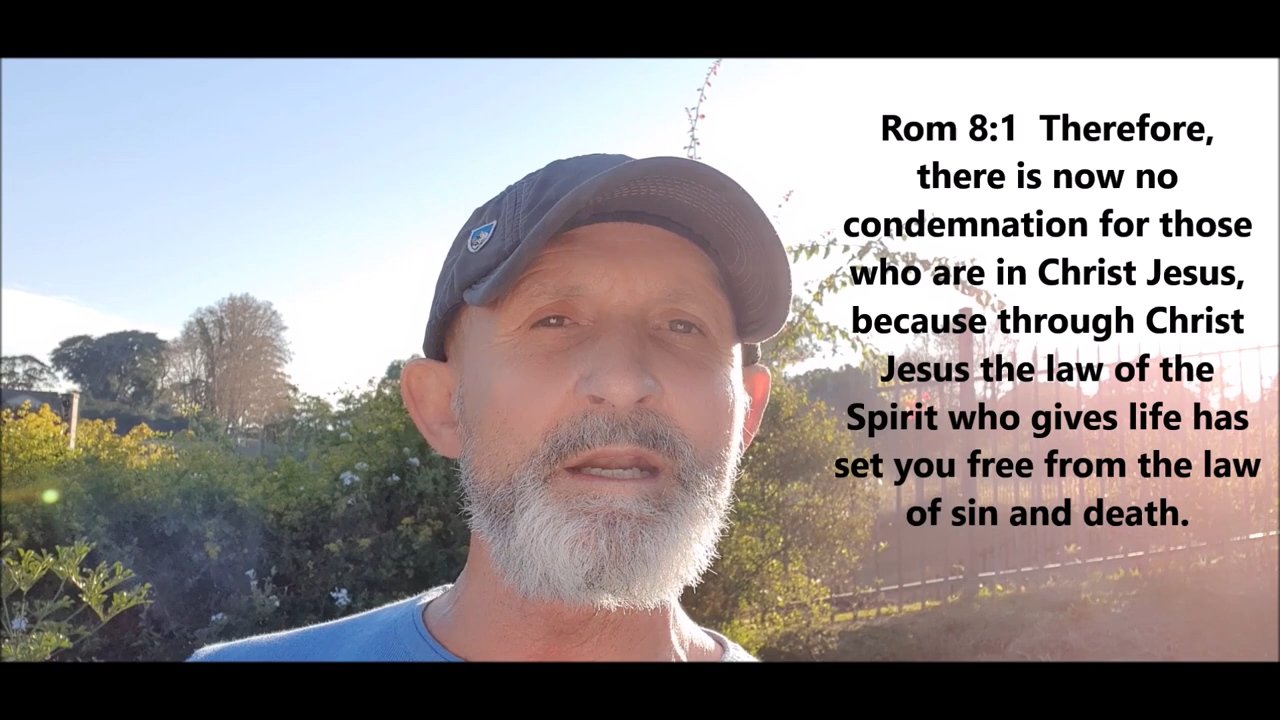 Rom 8:1  Therefore,
there is now no
condemnation for those
who are in Christ Jesus,
because through Christ
Jesus the law of the
Spirit who gives life has
set you free from the law
of sin and death.